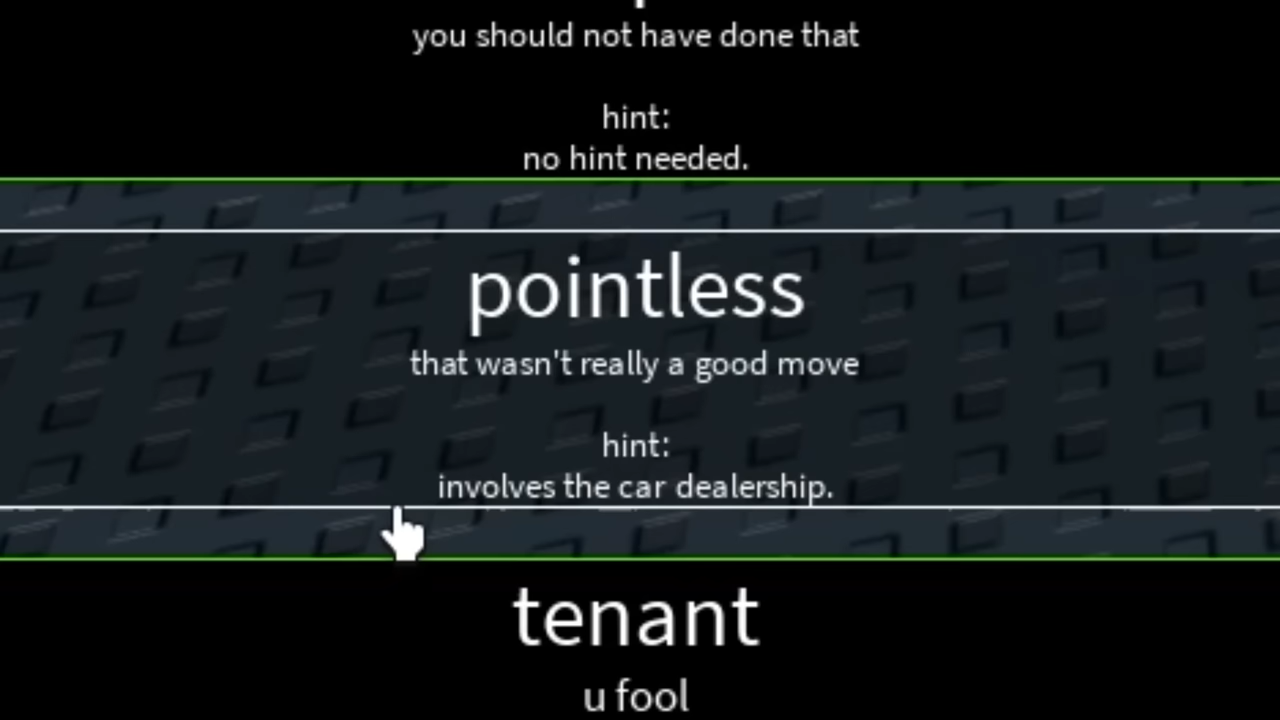 you should not have done that
hint:
no hint needed.
pointless
that wasn't really a good move
hint:
involves the car dealership.
tenant
u fool